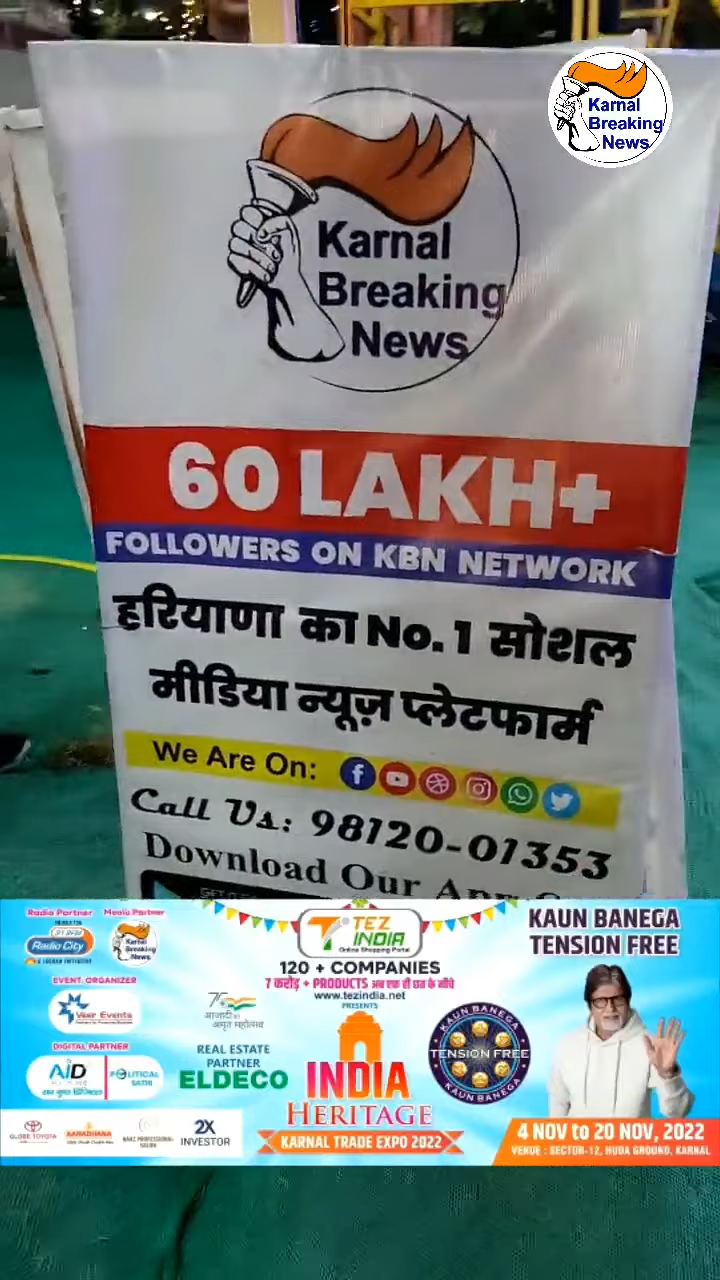 Karnal
Breaking
News
Karnal
Breaking
News
60 LAKH+
FOLLOWERS ON KBN NETWORK
हरियाणा का No. 1 सोशल
मीडिया न्यूज़ प्लेटफार्म
We Are On:
Call Us: 98120-01353
Download Our App
Radio Partner
Media Partner
Radio City
Karnal
Breaking
News
EVENT ORGANIZER
Veer Events
DIGITAL PARTNER
AiD
POLITICAL
SAITHI
GLOBE TOYOTA
AARADHANA
2X
INVESTOR
TEZ
INDIA
Online Shopping Portal
120 + COMPANIES
7 करोड़ + PRODUCTS अब एक ही छत के नीचे
www.tezindia.net
PRESENTS
75
आज़ादी का
अमृत महोत्सव
REAL ESTATE
PARTNER
ELDECO
INDIA
HERITAGE
KARNAL TRADE EXPO 2022
KAUN BANEGA
TENSION FREE
KAUN BANEGA
TENSION FREE
KAUN BANEGA
4 NOV to 20 NOV, 2022
VENUE : SECTOR-12, HUDA GROUND, KARNAL